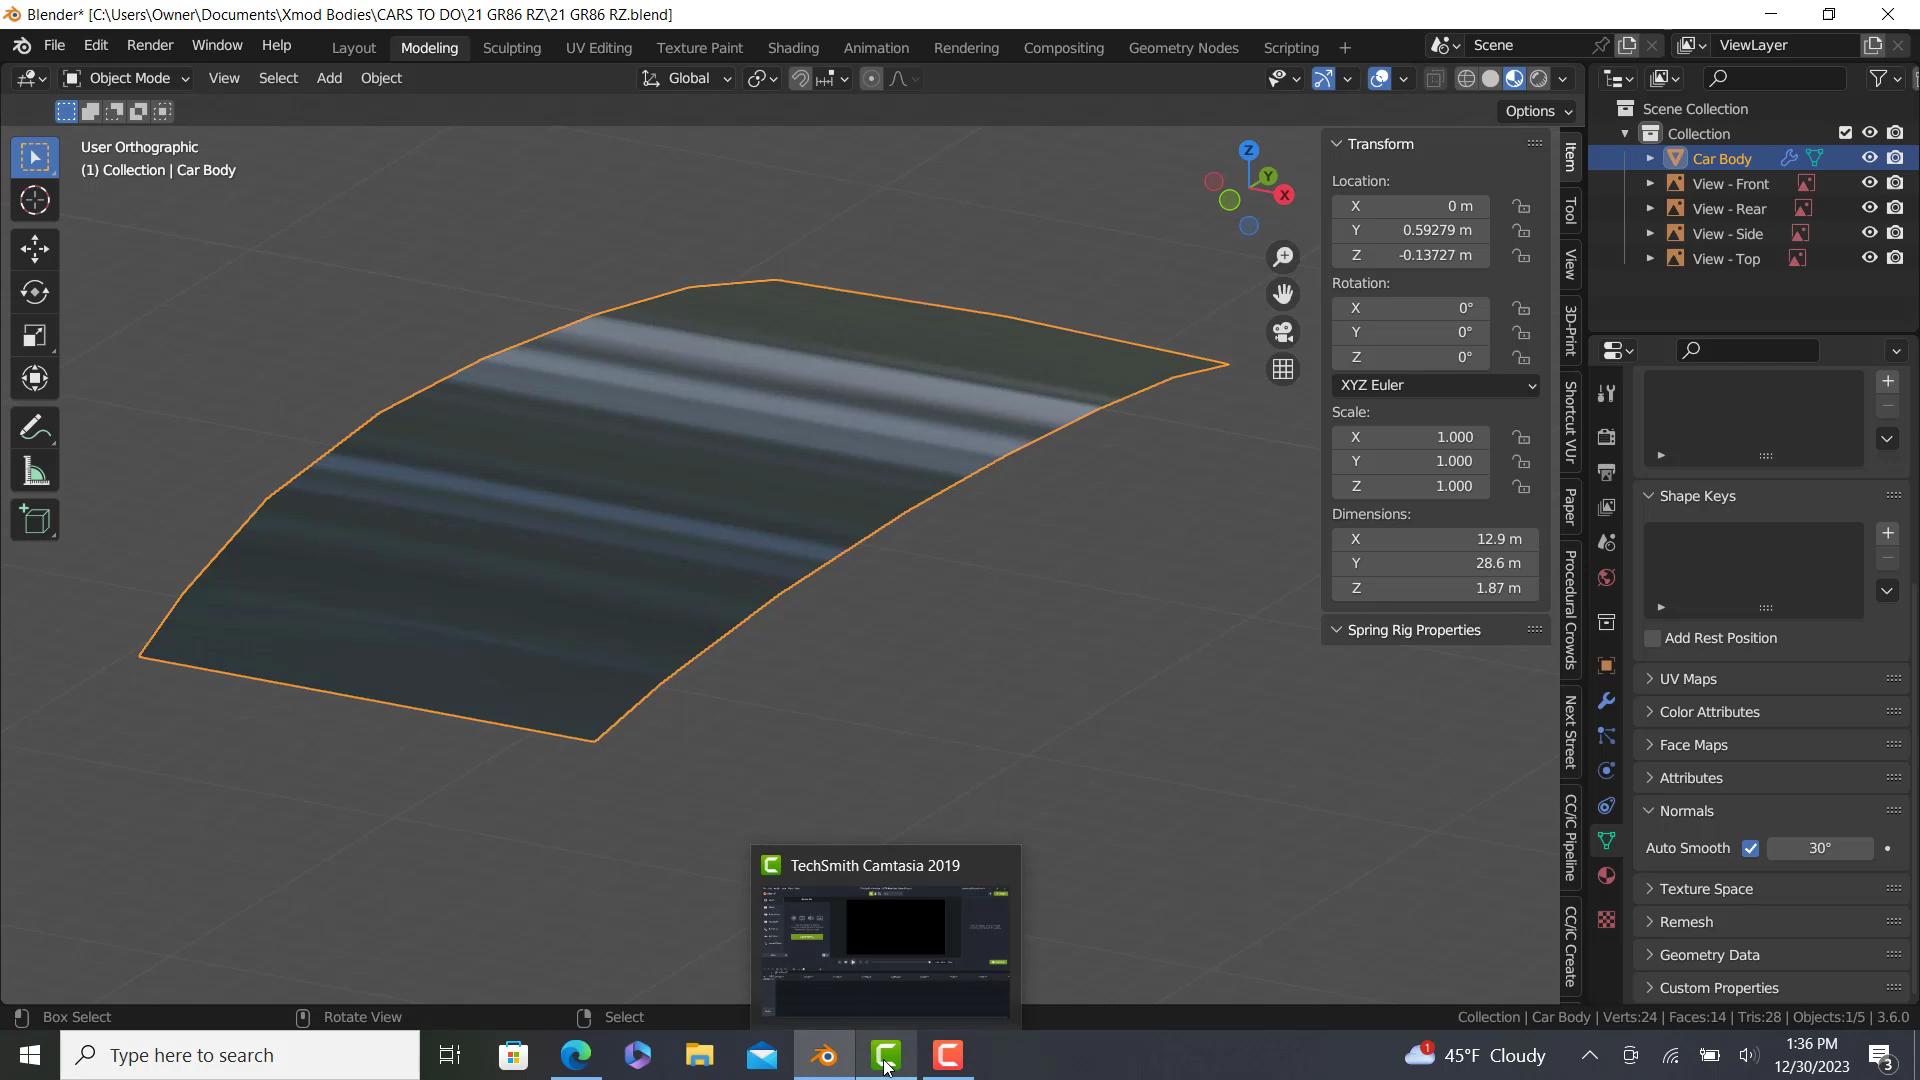 Blender* [C:\Users\Owner\Documents\Xmod Bodies\CARS TO DO\21 GR86 RZ\21 GR86 RZ.blend]
File Edit Render Window Help Layout Modeling Sculpting UV Editing Texture Paint Shading Animation Rendering Compositing Geometry Nodes Scripting + Scene ViewLayer
Object Mode View Select Add Object Global
Options
User Orthographic
(1) Collection | Car Body
Z
Y
X
Transform
Location:
X 0 m
Y 0.59279 m
Z -0.13727 m
Rotation:
X 0°
Y 0°
Z 0°
XYZ Euler
Scale:
X 1.000
Y 1.000
Z 1.000
Dimensions:
X 12.9 m
Y 28.6 m
Z 1.87 m
Spring Rig Properties
Item
Tool
View
3D-Print
Shortcut VUr
Paper
Procedural Crowds
Next Street
CC/iC Pipeline
CC/iC Create
Scene Collection
Collection
Car Body
View - Front
View - Rear
View - Side
View - Top
Shape Keys
Add Rest Position
UV Maps
Color Attributes
Face Maps
Attributes
Normals
Auto Smooth 30°
Texture Space
Remesh
Geometry Data
Custom Properties
TechSmith Camtasia 2019
Box Select Rotate View Select Collection | Car Body | Verts:24 | Faces:14 | Tris:28 | Objects:1/5 | 3.6.0
Type here to search
1 45°F Cloudy
1:36 PM
12/30/2023
3